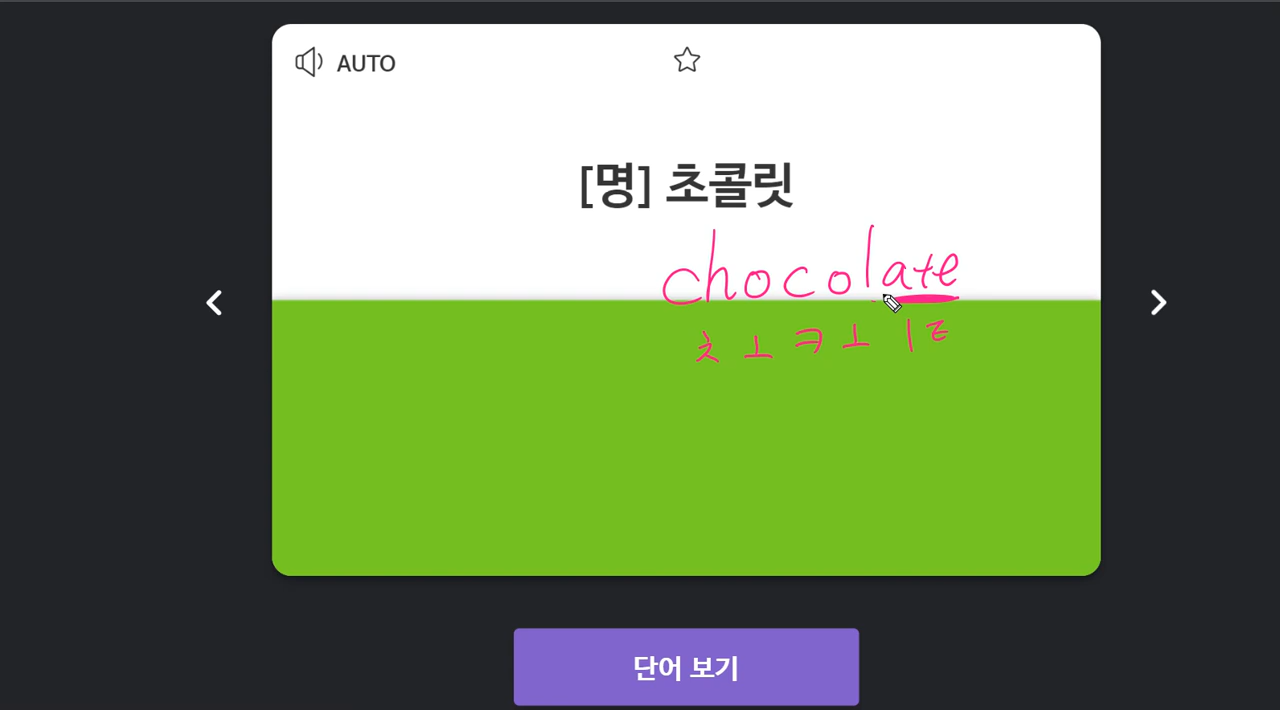 AUTO
[명] 초콜릿
chocolate
ㅊ ㅗ ㅋ ㅗ ㅣ ㅌ
단어 보기